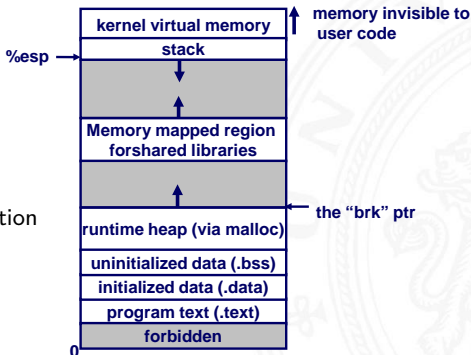 kernel virtual memory
memory invisible to
user code
stack
%esp
Memory mapped region
forshared libraries
the “brk” ptr
tion
runtime heap (via malloc)
uninitialized data (.bss)
initialized data (.data)
program text (.text)
forbidden
0